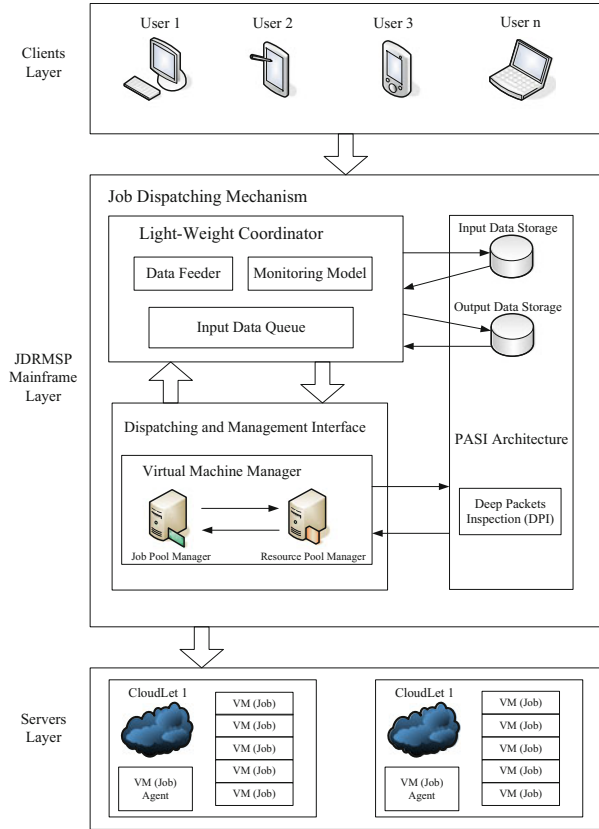 User 1
User 2
User 3
User n
Clients
Layer
Job Dispatching Mechanism
Light-Weight Coordinator
Data Feeder
Monitoring Model
Input Data Queue
Input Data Storage
Output Data Storage
JDRMSP
Mainframe
Layer
Dispatching and Management Interface
Virtual Machine Manager
Job Pool Manager
Resource Pool Manager
PASI Architecture
Deep Packets
Inspection (DPI)
Servers
Layer
CloudLet 1
VM (Job)
Agent
VM (Job)
VM (Job)
VM (Job)
VM (Job)
VM (Job)
CloudLet 1
VM (Job)
Agent
VM (Job)
VM (Job)
VM (Job)
VM (Job)
VM (Job)